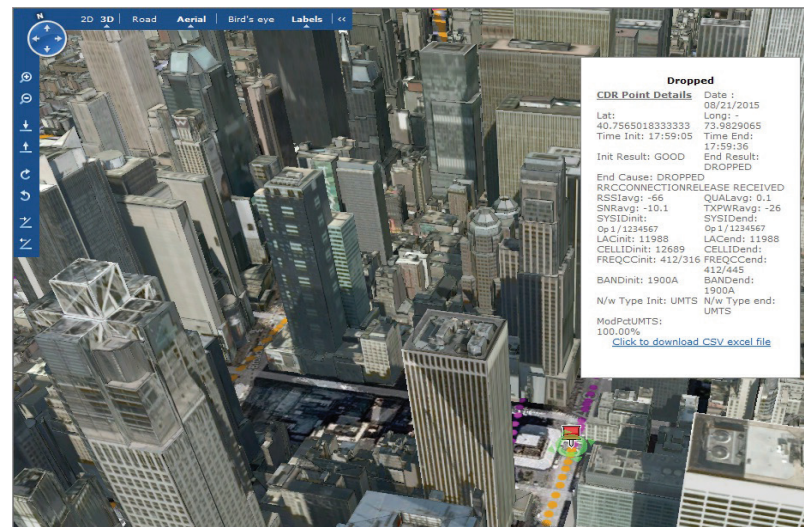 N
2D 3D | Road Aerial | Bird's eye Labels | <<
Dropped
CDR Point Details Date :
08/21/2015
Lat: Long: -
40.7565018333333 73.9829065
Time Init: 17:59:05 Time End:
17:59:36
Init Result: GOOD End Result:
DROPPED
End Cause: DROPPED
RRCCONNECTIONRELEASE RECEIVED
RSSIavg: -66 QUALavg: 0.1
SNRavg: -10.1 TXPWRavg: -26
SYSIDinit: SYSIDend:
Op1/1234567 Op1/1234567
LACinit: 11988 LACend: 11988
CELLIDinit: 12689 CELLIDend:
FREQCCinit: 412/316 FREQCCend:
412/445
BANDinit: 1900A BANDend:
1900A
N/w Type Init: UMTS N/w Type end:
UMTS
ModPctUMTS:
100.00%
Click to download CSV excel file